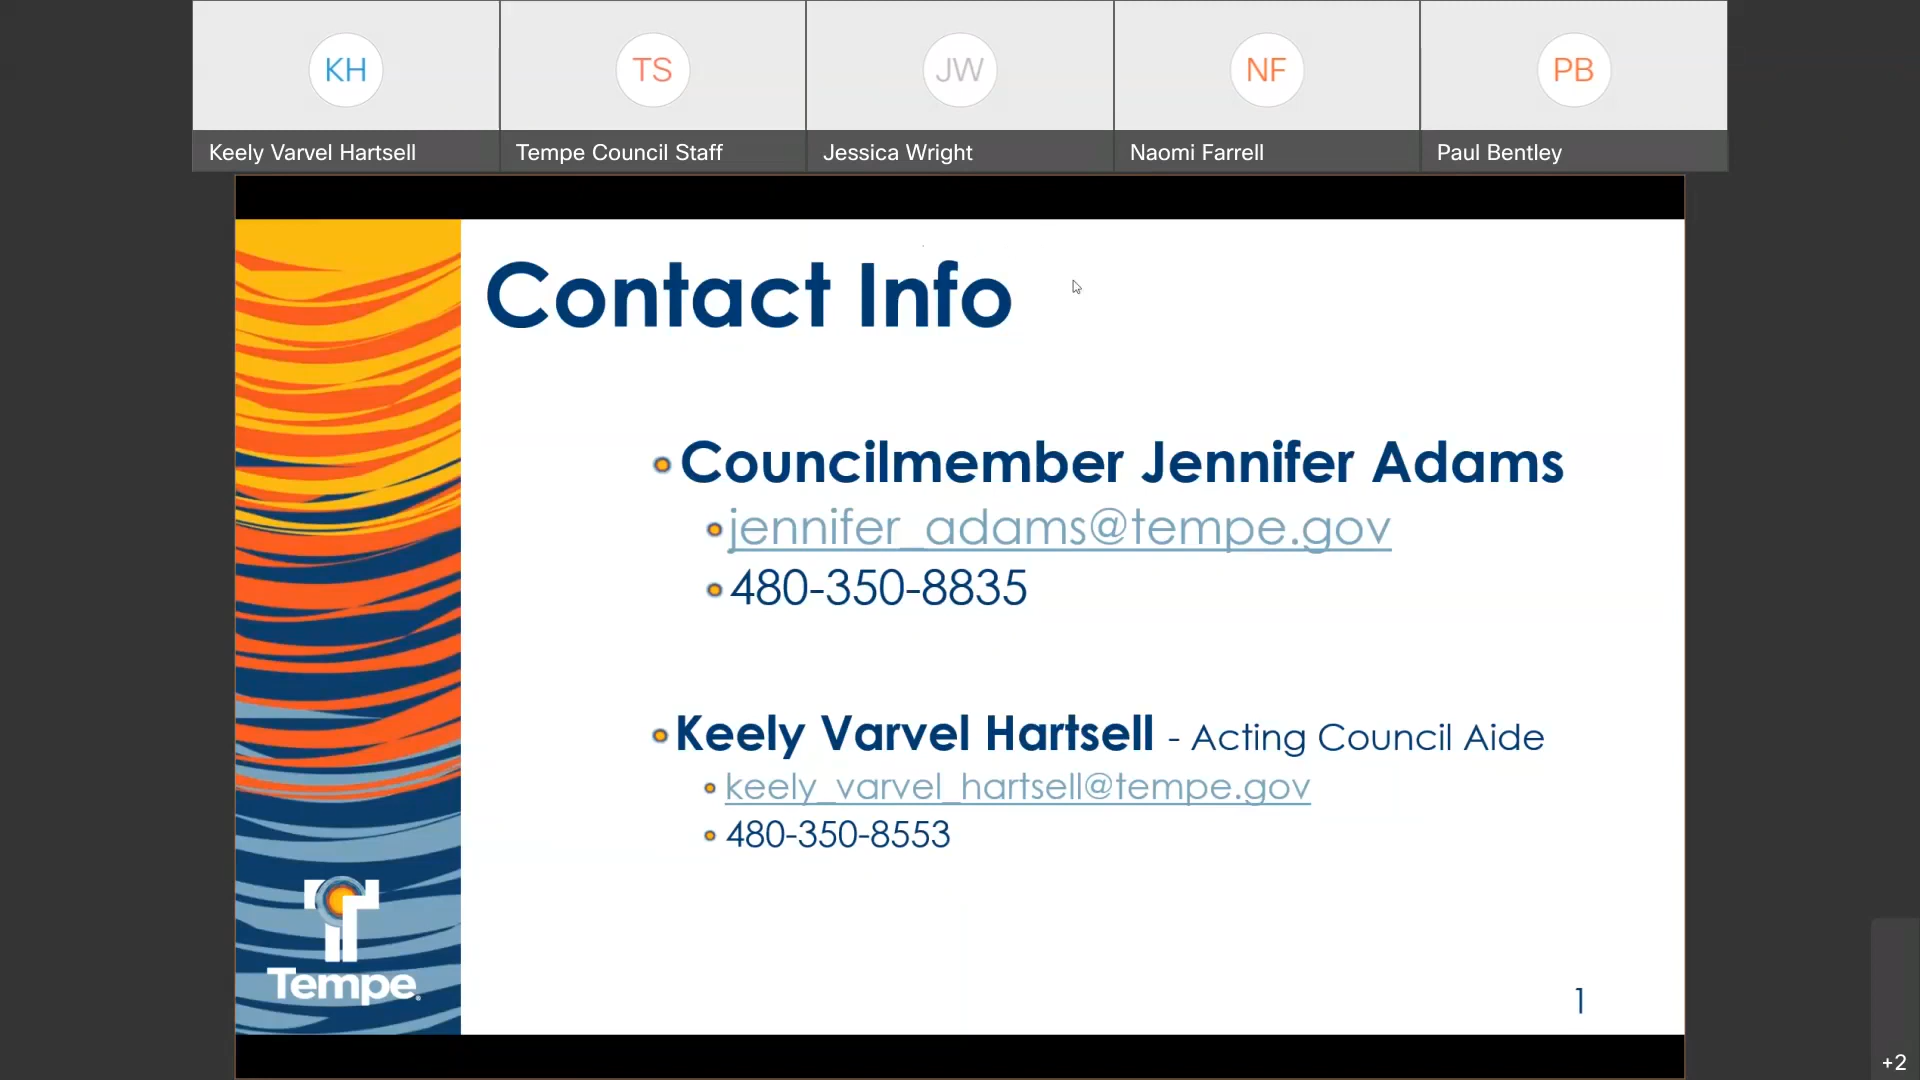 KH
TS
JW
NF
PB
Keely Varvel Hartsell
Tempe Council Staff
Jessica Wright
Naomi Farrell
Paul Bentley
Contact Info
Councilmember Jennifer Adams
jennifer_adams@tempe.gov
480-350-8835
Keely Varvel Hartsell - Acting Council Aide
keely_varvel_hartsell@tempe.gov
480-350-8553
Tempe
1
+2